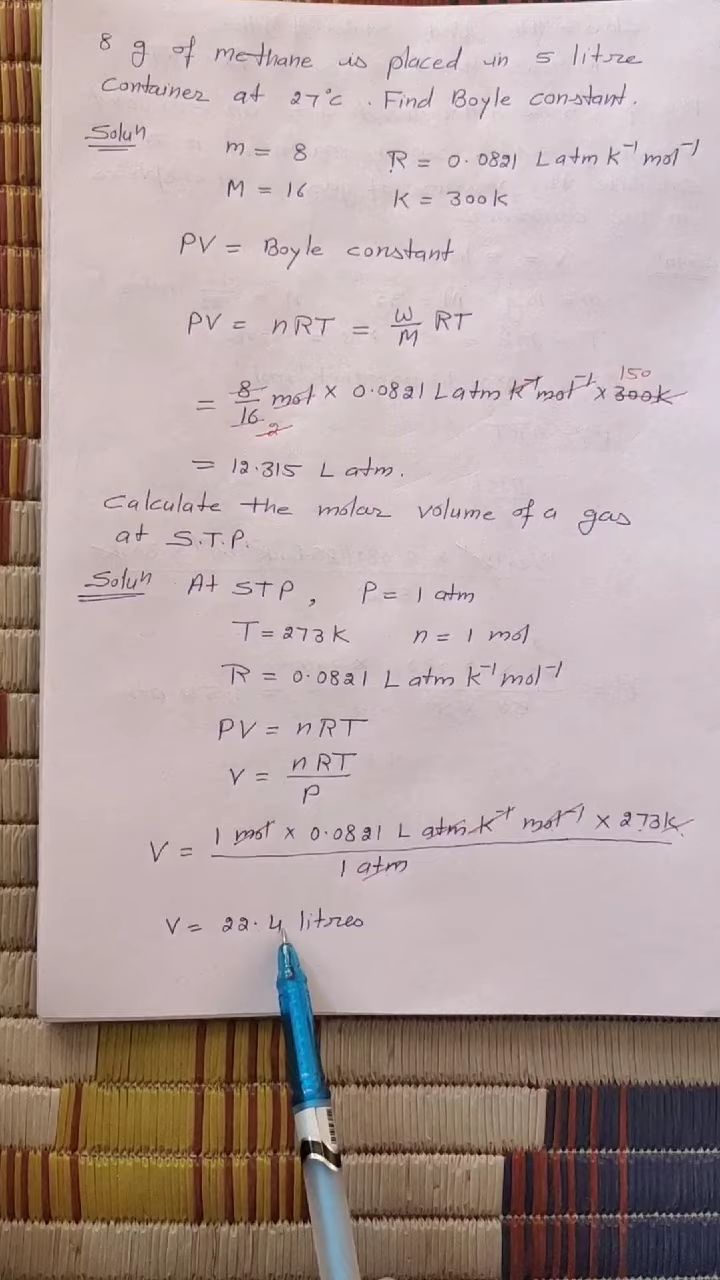 8 g of methane is placed in 5 litre
container at 27°c . Find Boyle constant.
Solun
m = 8 R = 0.0821 L atm k⁻¹ mol⁻¹
M = 16 K = 300k
PV = Boyle constant
PV = nRT = W/M RT
= 8/16 mol × 0.0821 L atm k⁻¹ mol⁻¹ × 300k 150
2
= 12.315 L atm.
Calculate the molar volume of a gas
at S.T.P.
Solun At STP, P = 1 atm
T = 273k n = 1 mol
R = 0.0821 L atm k⁻¹ mol⁻¹
PV = nRT
V = nRT/P
V = 1 mol × 0.0821 L atm k⁻¹ mol⁻¹ × 273k / 1 atm
V = 22.4 litres